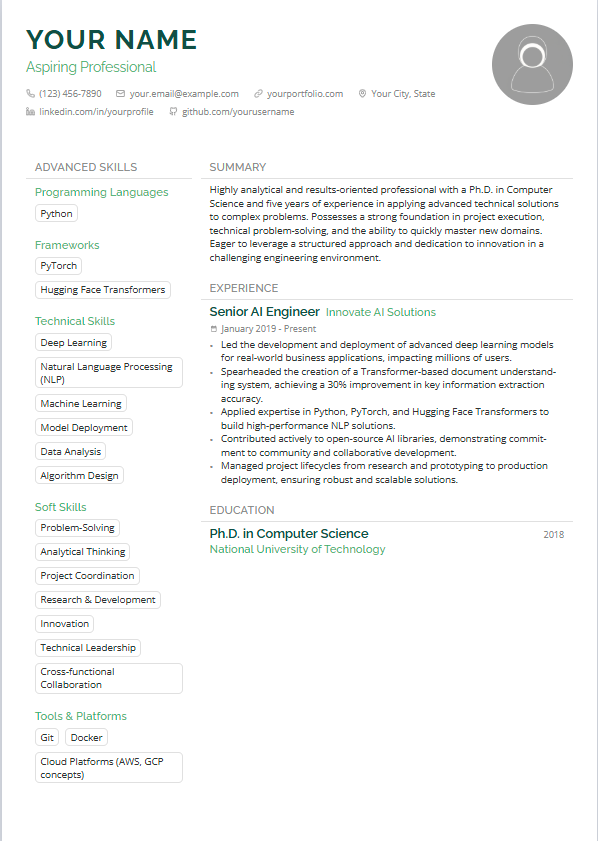 YOUR NAME
Aspiring Professional
(123) 456-7890 your.email@example.com yourportfolio.com Your City, State
linkedin.com/in/yourprofile github.com/yourusername
ADVANCED SKILLS
Programming Languages
Python
Frameworks
PyTorch
Hugging Face Transformers
Technical Skills
Deep Learning
Natural Language Processing
(NLP)
Machine Learning
Model Deployment
Data Analysis
Algorithm Design
Soft Skills
Problem-Solving
Analytical Thinking
Project Coordination
Research & Development
Innovation
Technical Leadership
Cross-functional
Collaboration
Tools & Platforms
Git Docker
Cloud Platforms (AWS, GCP
concepts)
SUMMARY
Highly analytical and results-oriented professional with a Ph.D. in Computer
Science and five years of experience in applying advanced technical solutions
to complex problems. Possesses a strong foundation in project execution,
technical problem-solving, and the ability to quickly master new domains.
Eager to leverage a structured approach and dedication to innovation in a
challenging engineering environment.
EXPERIENCE
Senior AI Engineer Innovate AI Solutions
January 2019 - Present
• Led the development and deployment of advanced deep learning models
for real-world business applications, impacting millions of users.
• Spearheaded the creation of a Transformer-based document understand-
ing system, achieving a 30% improvement in key information extraction
accuracy.
• Applied expertise in Python, PyTorch, and Hugging Face Transformers to
build high-performance NLP solutions.
• Contributed actively to open-source AI libraries, demonstrating commit-
ment to community and collaborative development.
• Managed project lifecycles from research and prototyping to production
deployment, ensuring robust and scalable solutions.
EDUCATION
Ph.D. in Computer Science 2018
National University of Technology